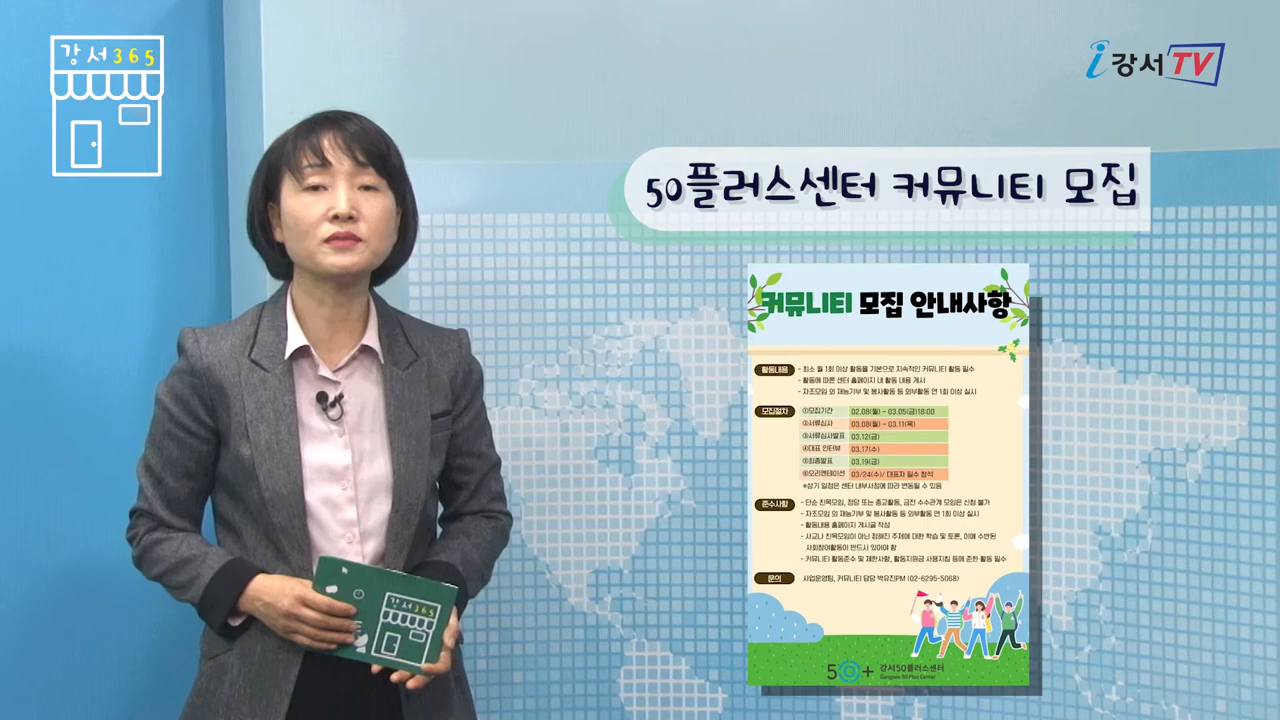 강서365
i강서TV
50플러스센터 커뮤니티 모집
커뮤니티 모집 안내사항
활동내용
- 최소 월 1회 이상 활동을 기본으로 지속적인 커뮤니티 활동 필수
- 활동에 따른 센터 홈페이지 내 활동 내용 게시
- 자조모임 외 재능기부 및 봉사활동 등 외부활동 연 1회 이상 실시
모집절차
①모집기간 02.08(월) ~ 03.05(금)18:00
②서류심사 03.08(월) ~ 03.11(목)
③서류심사발표 03.12(금)
④대표 인터뷰 03.17(수)
⑤최종발표 03.19(금)
⑥오리엔테이션 03/24(수)/ 대표자 필수 참석
※상기 일정은 센터 내부사정에 따라 변동될 수 있음
준수사항
- 단순 친목모임, 정당 또는 종교활동, 금전 수수관계 모임은 신청 불가
- 자조모임 외 재능기부 및 봉사활동 등 외부활동 연 1회 이상 실시
- 활동내용 홈페이지 게시글 작성
- 사교나 친목모임이 아닌 정해진 주제에 대한 학습 및 토론, 이에 수반된
사회참여활동이 반드시 있어야 함
- 커뮤니티 활동준수 및 제한사항, 활동지원금 사용지침 등에 준한 활동 필수
문의
사업운영팀, 커뮤니티 담당 박유진PM (02-6295-5068)
50+ 강서50플러스센터
Gangseo 50 Plus Center
강서365